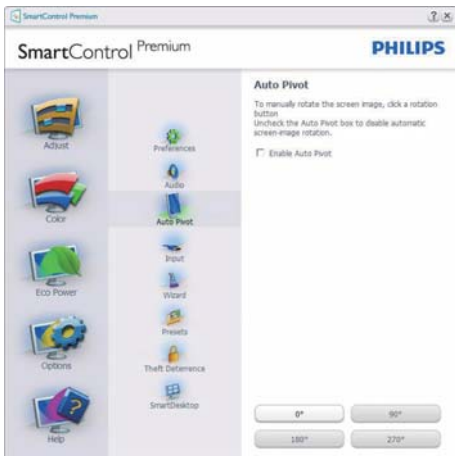 SmartControl Premium
SmartControl Premium
PHILIPS
Adjust
Color
Eco Power
Options
Help
Preferences
Audio
Auto Pivot
Input
Wizard
Presets
Theft Deterrence
SmartDesktop
Auto Pivot
To manually rotate the screen image, click a rotation
button
Uncheck the Auto Pivot box to disable automatic
screen-image rotation.
Enable Auto Pivot
0°
90°
180°
270°